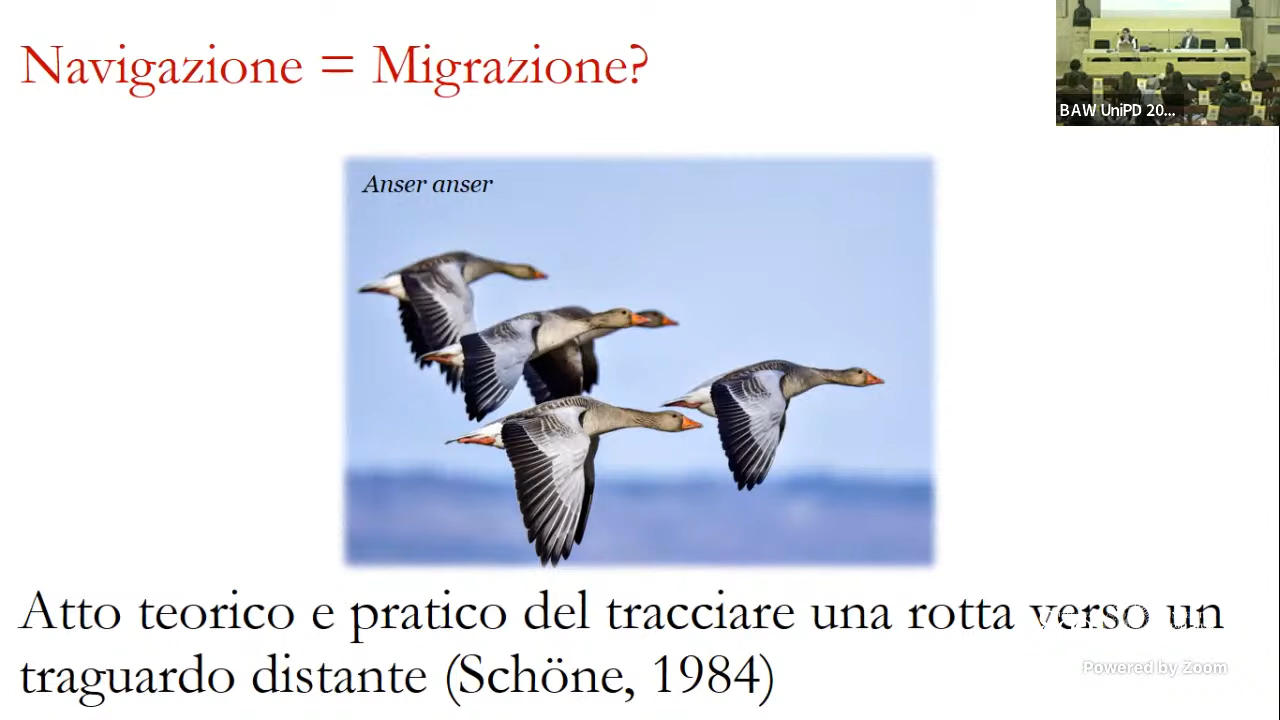 Navigazione = Migrazione?
BAW UniPD 20...
Anser anser
Atto teorico e pratico del tracciare una rotta verso un
traguardo distante (Schöne, 1984)
Powered by Zoom